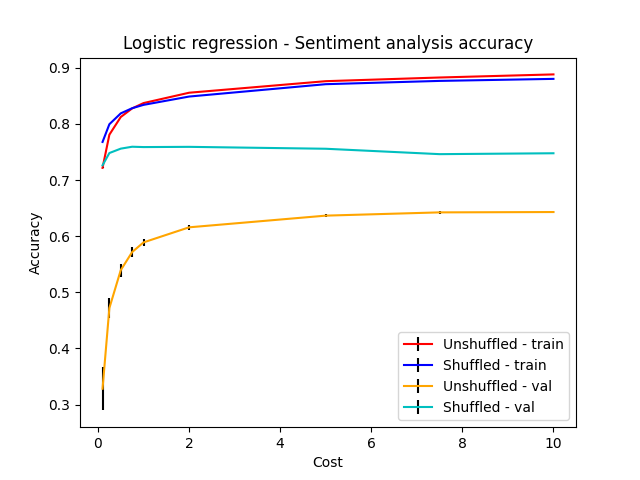 Logistic regression - Sentiment analysis accuracy
0.9
0.8
0.7
0.6
0.5
0.4
0.3
Accuracy
Unshuffled - train
Shuffled - train
Unshuffled - val
Shuffled - val
0 2 4 6 8 10
Cost